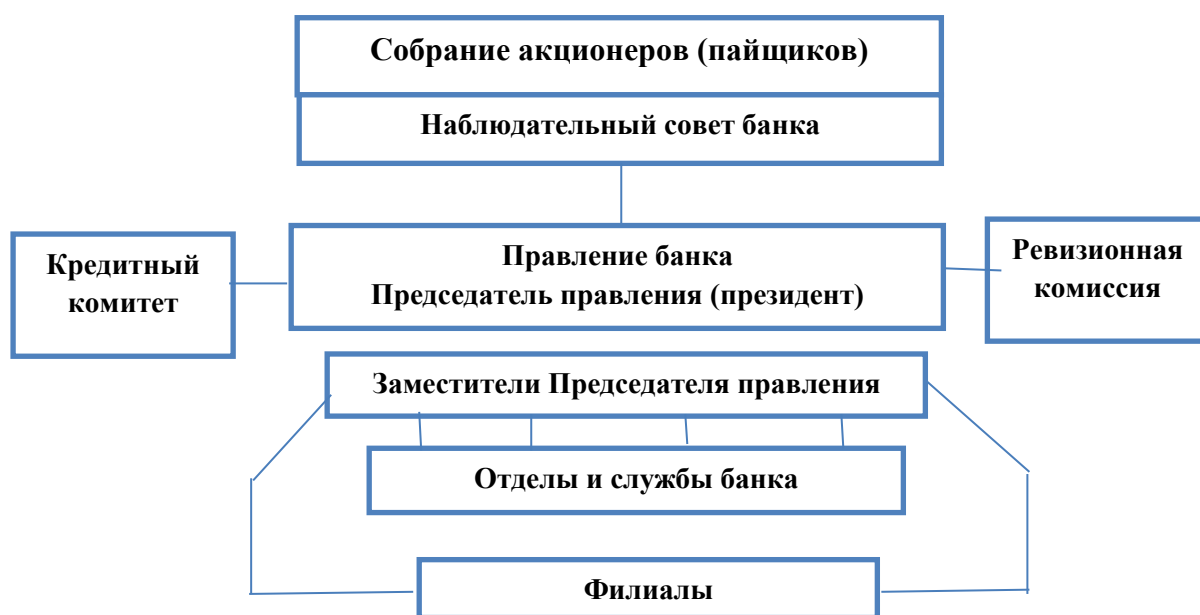 Собрание акционеров (пайщиков)
Наблюдательный совет банка
Кредитный
комитет
Правление банка
Председатель правления (президент)
Ревизионная
комиссия
Заместители Председателя правления
Отделы и службы банка
Филиалы